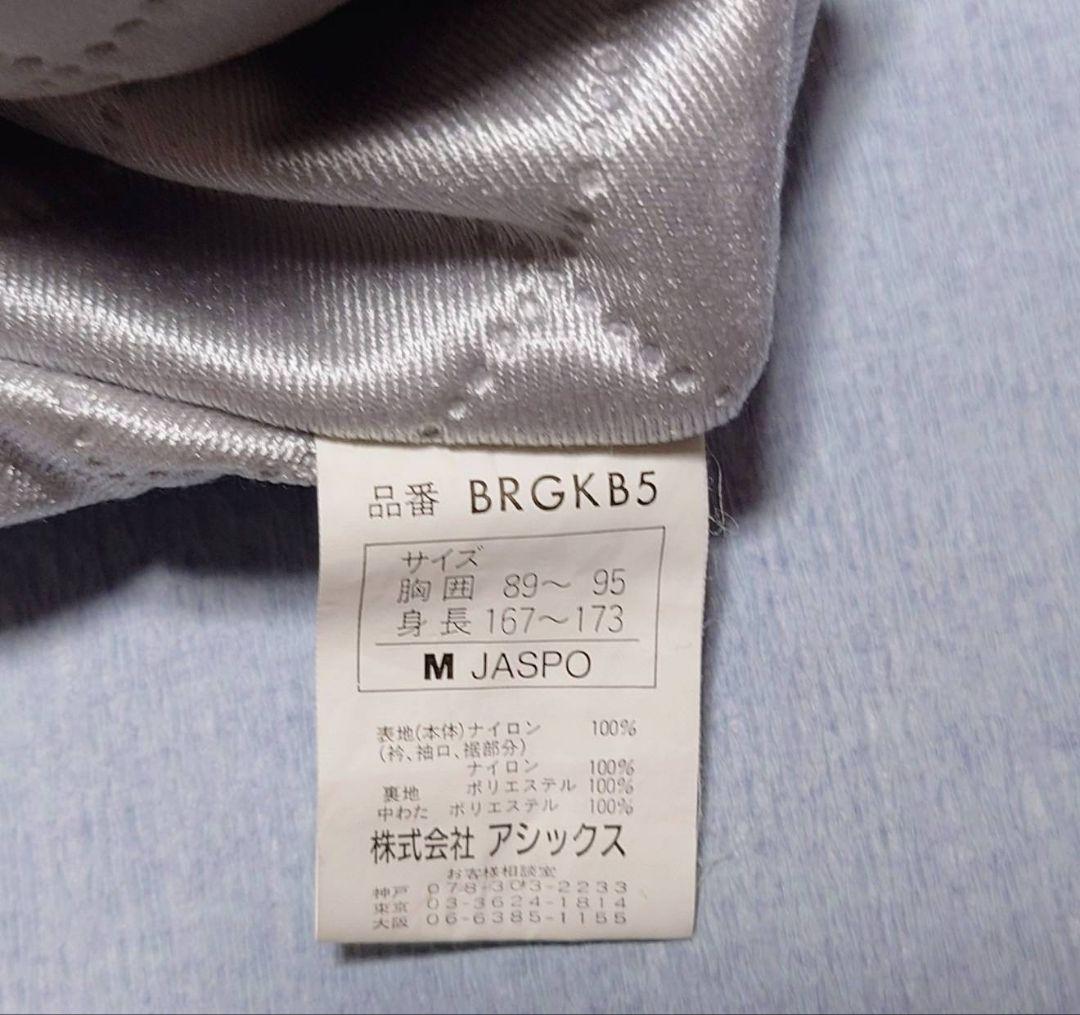 品番 BRGKB5
サイズ
胸囲 89～ 95
身長 167～173
M JASPO
表地(本体)ナイロン 100%
(衿、袖口、裾部分)
ナイロン 100%
裏地 ポリエステル 100%
中わた ポリエステル 100%
株式会社 アシックス
お客様相談室
神戸 078-303-2233
東京 03-3624-1814
大阪 06-6385-1155